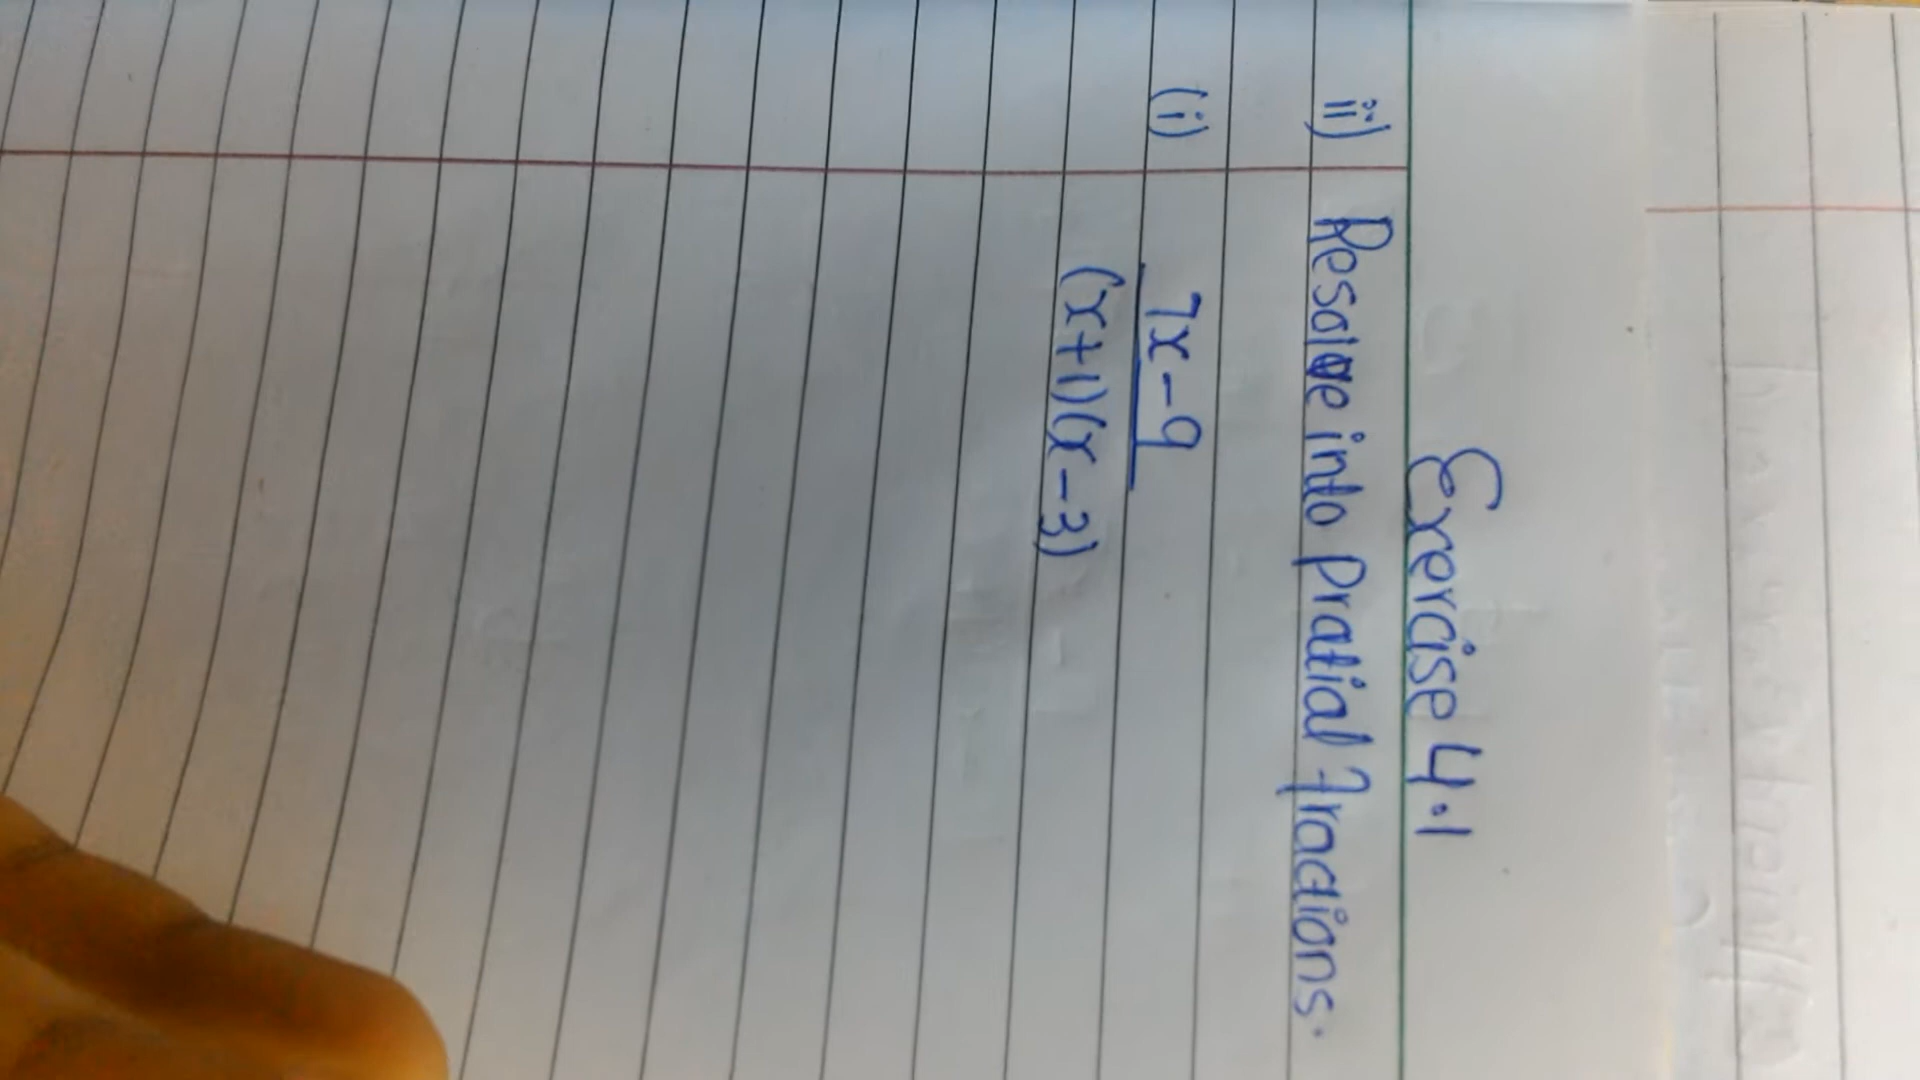 Exercise 4.1
ii) Resolve into pratial fractions.
(i) 7x-9
(x+1)(x-3)